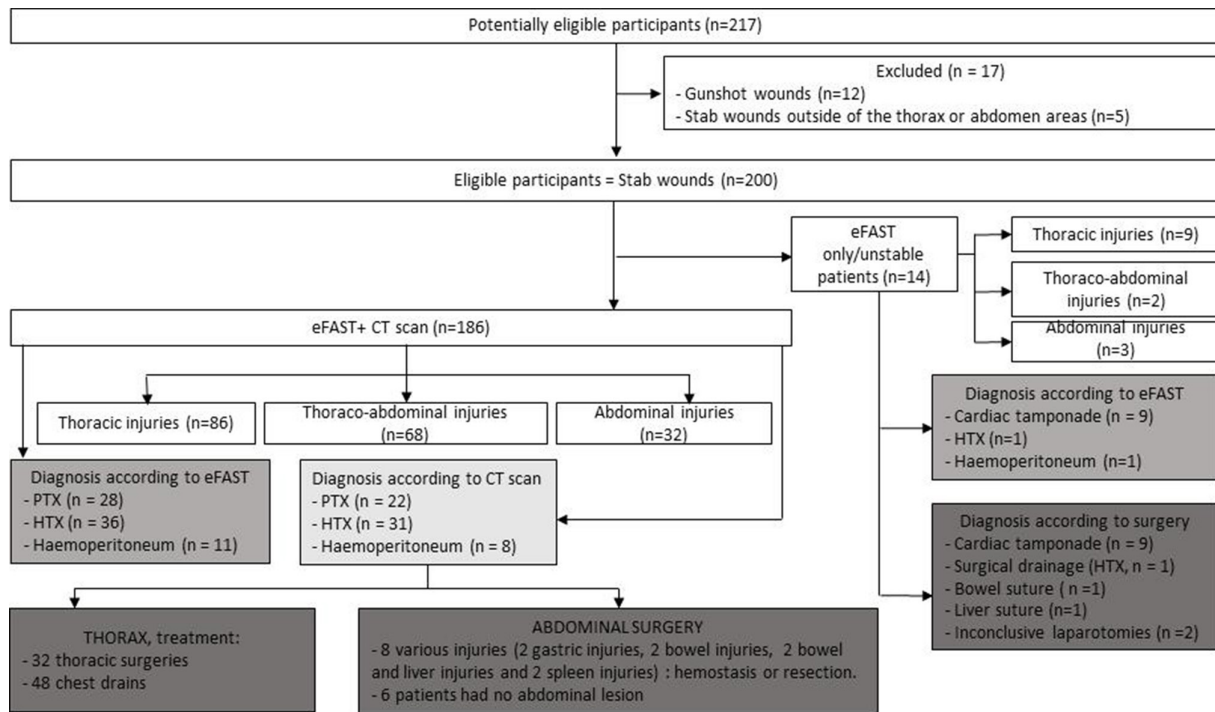 Potentially eligible participants (n=217)
Excluded (n = 17)
- Gunshot wounds (n=12)
- Stab wounds outside of the thorax or abdomen areas (n=5)
Eligible participants = Stab wounds (n=200)
eFAST
only/unstable
patients (n=14)
Thoracic injuries (n=9)
Thoraco-abdominal
injuries (n=2)
Abdominal injuries
(n=3)
eFAST+ CT scan (n=186)
Thoracic injuries (n=86)
Thoraco-abdominal injuries
(n=68)
Abdominal injuries
(n=32)
Diagnosis according to eFAST
- PTX (n = 28)
- HTX (n = 36)
- Haemoperitoneum (n = 11)
Diagnosis according to CT scan
- PTX (n = 22)
- HTX (n = 31)
- Haemoperitoneum (n = 8)
Diagnosis according to eFAST
- Cardiac tamponade (n = 9)
- HTX (n=1)
- Haemoperitoneum (n=1)
Diagnosis according to surgery
- Cardiac tamponade (n = 9)
- Surgical drainage (HTX, n = 1)
- Bowel suture ( n =1)
- Liver suture (n=1)
- Inconclusive laparotomies (n =2)
THORAX, treatment:
- 32 thoracic surgeries
- 48 chest drains
ABDOMINAL SURGERY
- 8 various injuries (2 gastric injuries, 2 bowel injuries, 2 bowel
and liver injuries and 2 spleen injuries) : hemostasis or resection.
- 6 patients had no abdominal lesion